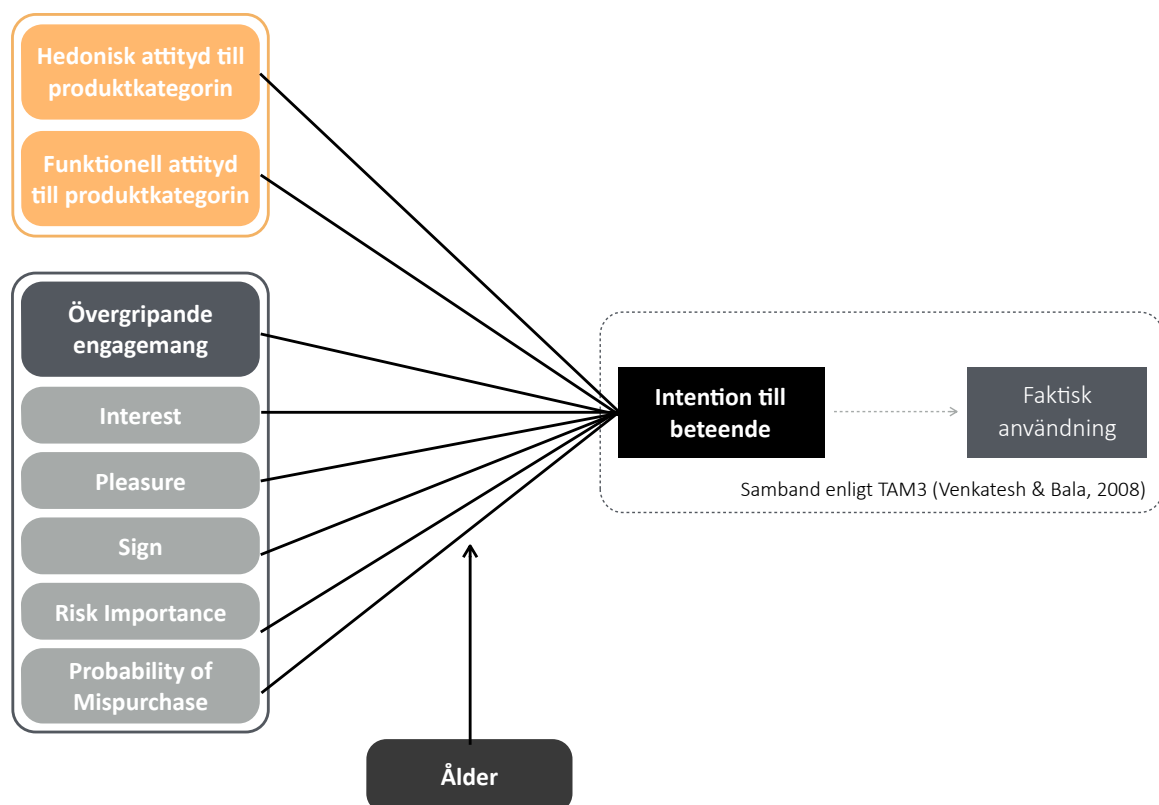 Hedonisk attityd till
produktkategorin
Funktionell attityd
till produktkategorin
Övergripande
engagemang
Interest
Pleasure
Sign
Risk Importance
Probability of
Mispurchase
Intention till
beteende
Faktisk
användning
Samband enligt TAM3 (Venkatesh & Bala, 2008)
Ålder